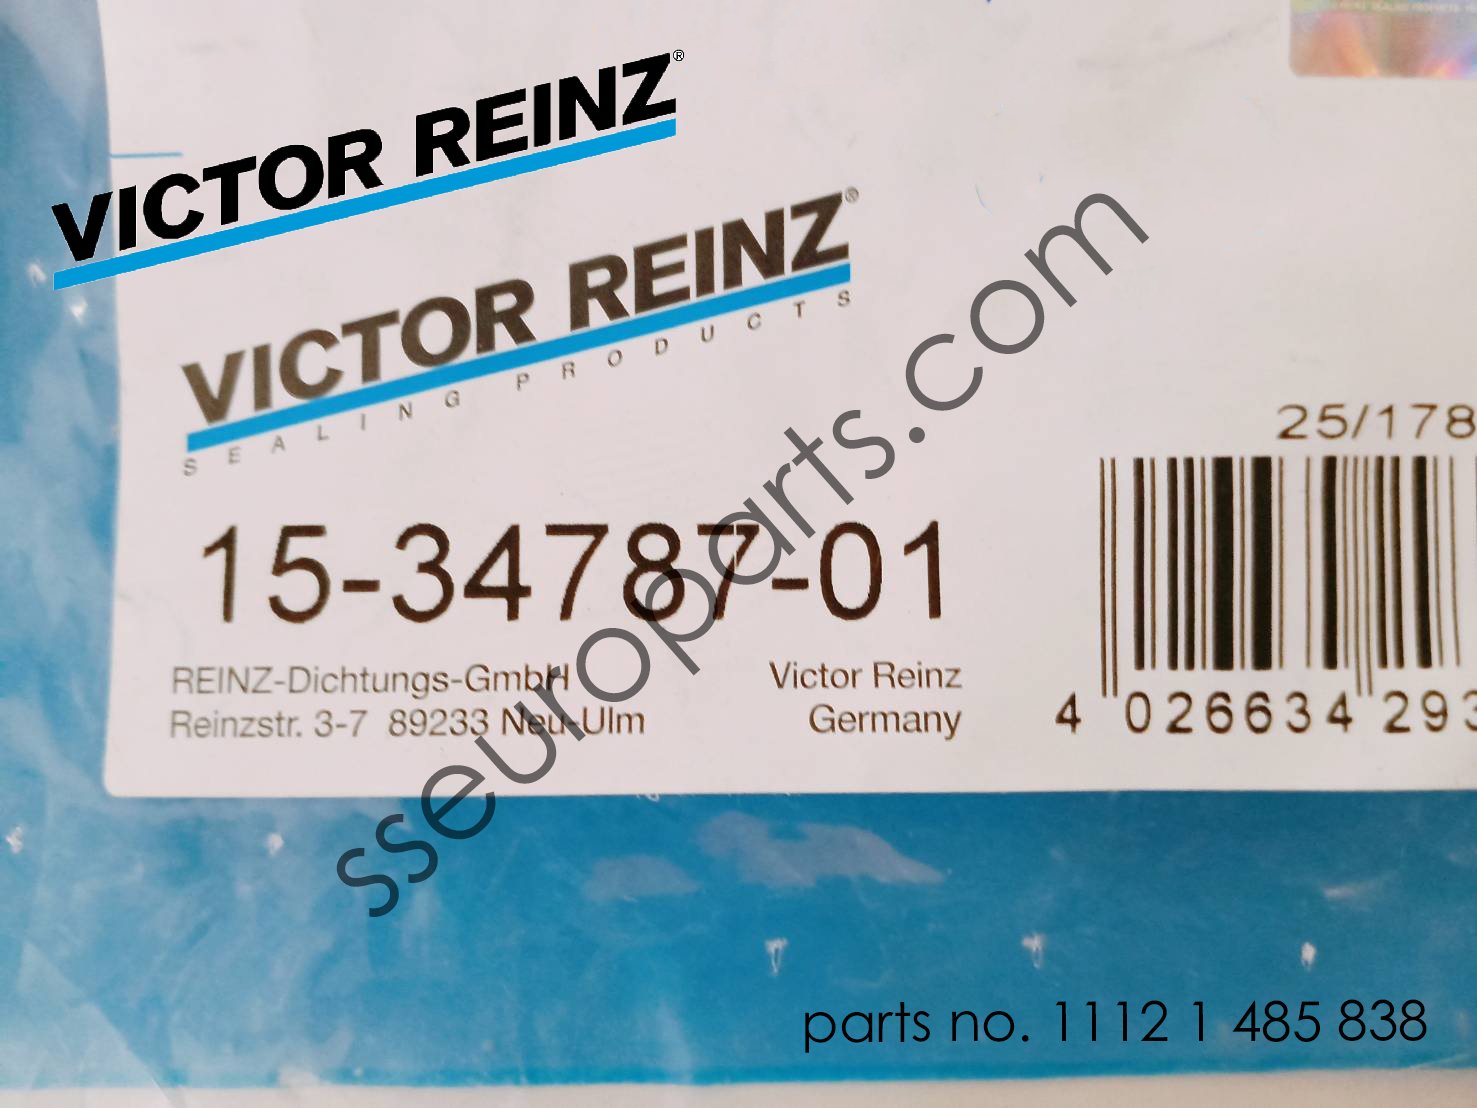 VICTOR REINZ®
VICTOR REINZ®
SEALING PRODUCTS
25/178
15-34787-01
REINZ-Dichtungs-GmbH
Reinzstr. 3-7 89233 Neu-Ulm
Victor Reinz
Germany
4 026634 293
sseuroparts.com
parts no. 1112 1 485 838